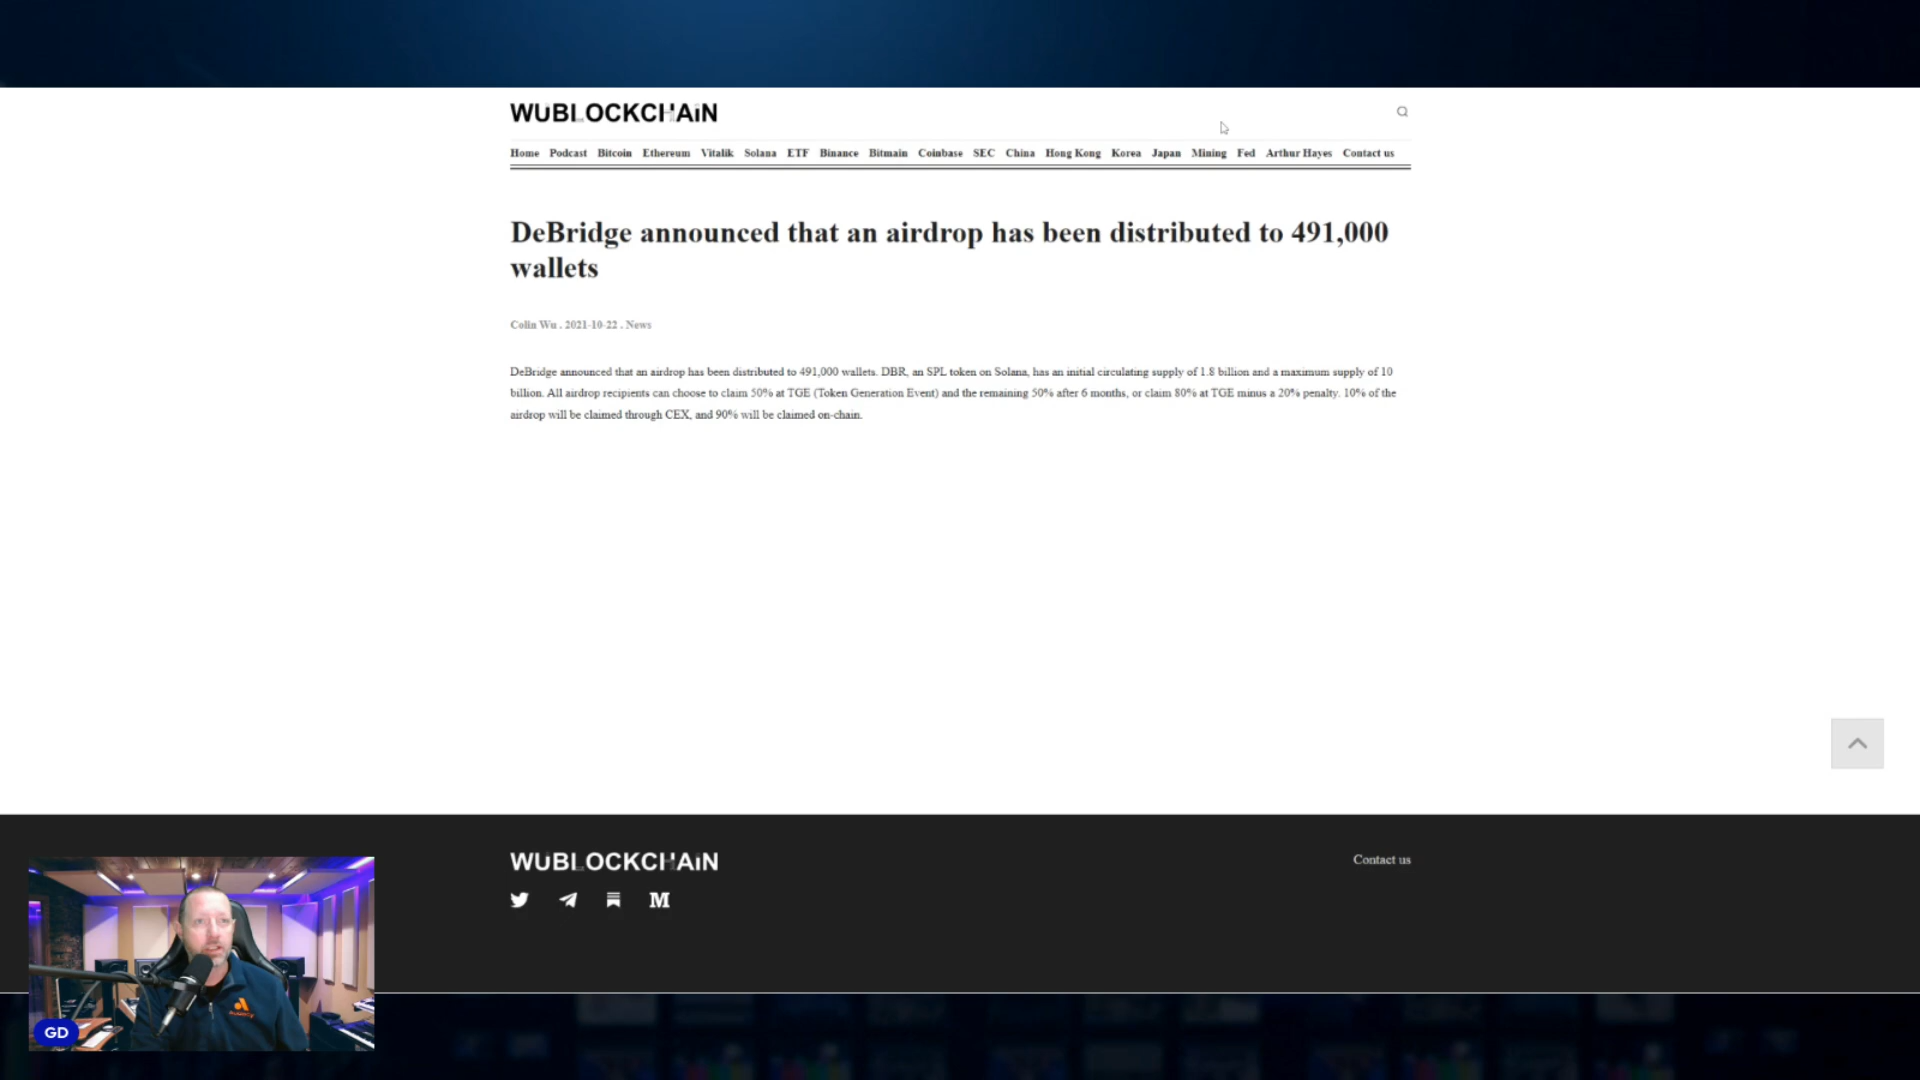 WUBLOCKCHAiN
Home Podcast Bitcoin Ethereum Vitalik Solana ETF Binance Bitmain Coinbase SEC China Hong Kong Korea Japan Mining Fed Arthur Hayes Contact us
DeBridge announced that an airdrop has been distributed to 491,000
wallets
Colin Wu . 2021-10-22 . News
DeBridge announced that an airdrop has been distributed to 491,000 wallets. DBR, an SPL token on Solana, has an initial circulating supply of 1.8 billion and a maximum supply of 10
billion. All airdrop recipients can choose to claim 50% at TGE (Token Generation Event) and the remaining 50% after 6 months, or claim 80% at TGE minus a 20% penalty. 10% of the
airdrop will be claimed through CEX, and 90% will be claimed on-chain.
WUBLOCKCHAiN
Contact us
M
GD